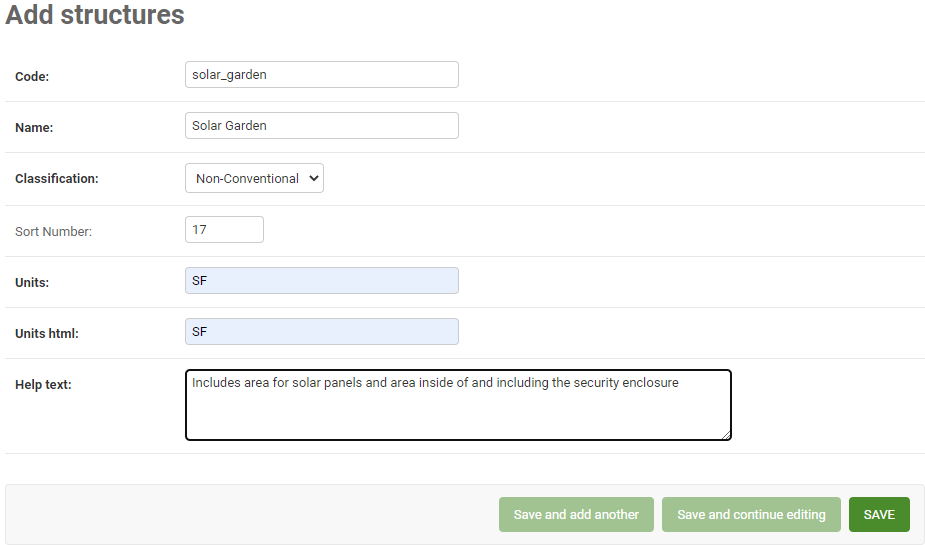 Add structures
Code: solar_garden
Name: Solar Garden
Classification: Non-Conventional
Sort Number: 17
Units: SF
Units html: SF
Help text: Includes area for solar panels and area inside of and including the security enclosure
Save and add another Save and continue editing SAVE